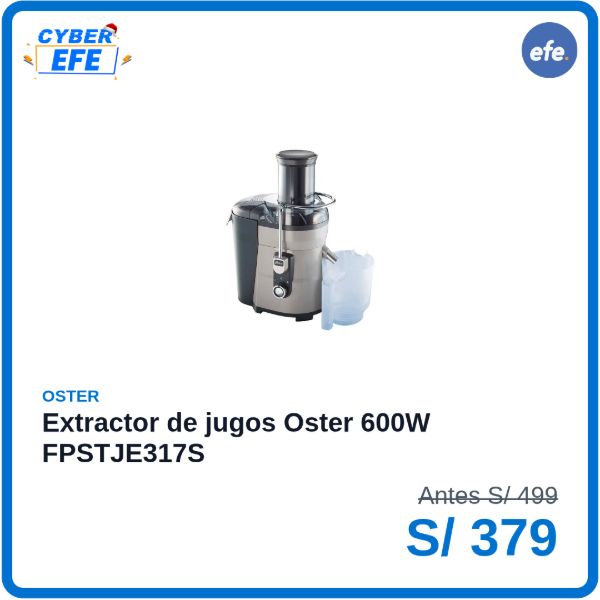 CYBER
EFE
efe.
OSTER
Extractor de jugos Oster 600W
FPSTJE317S
Antes S/ 499
S/ 379